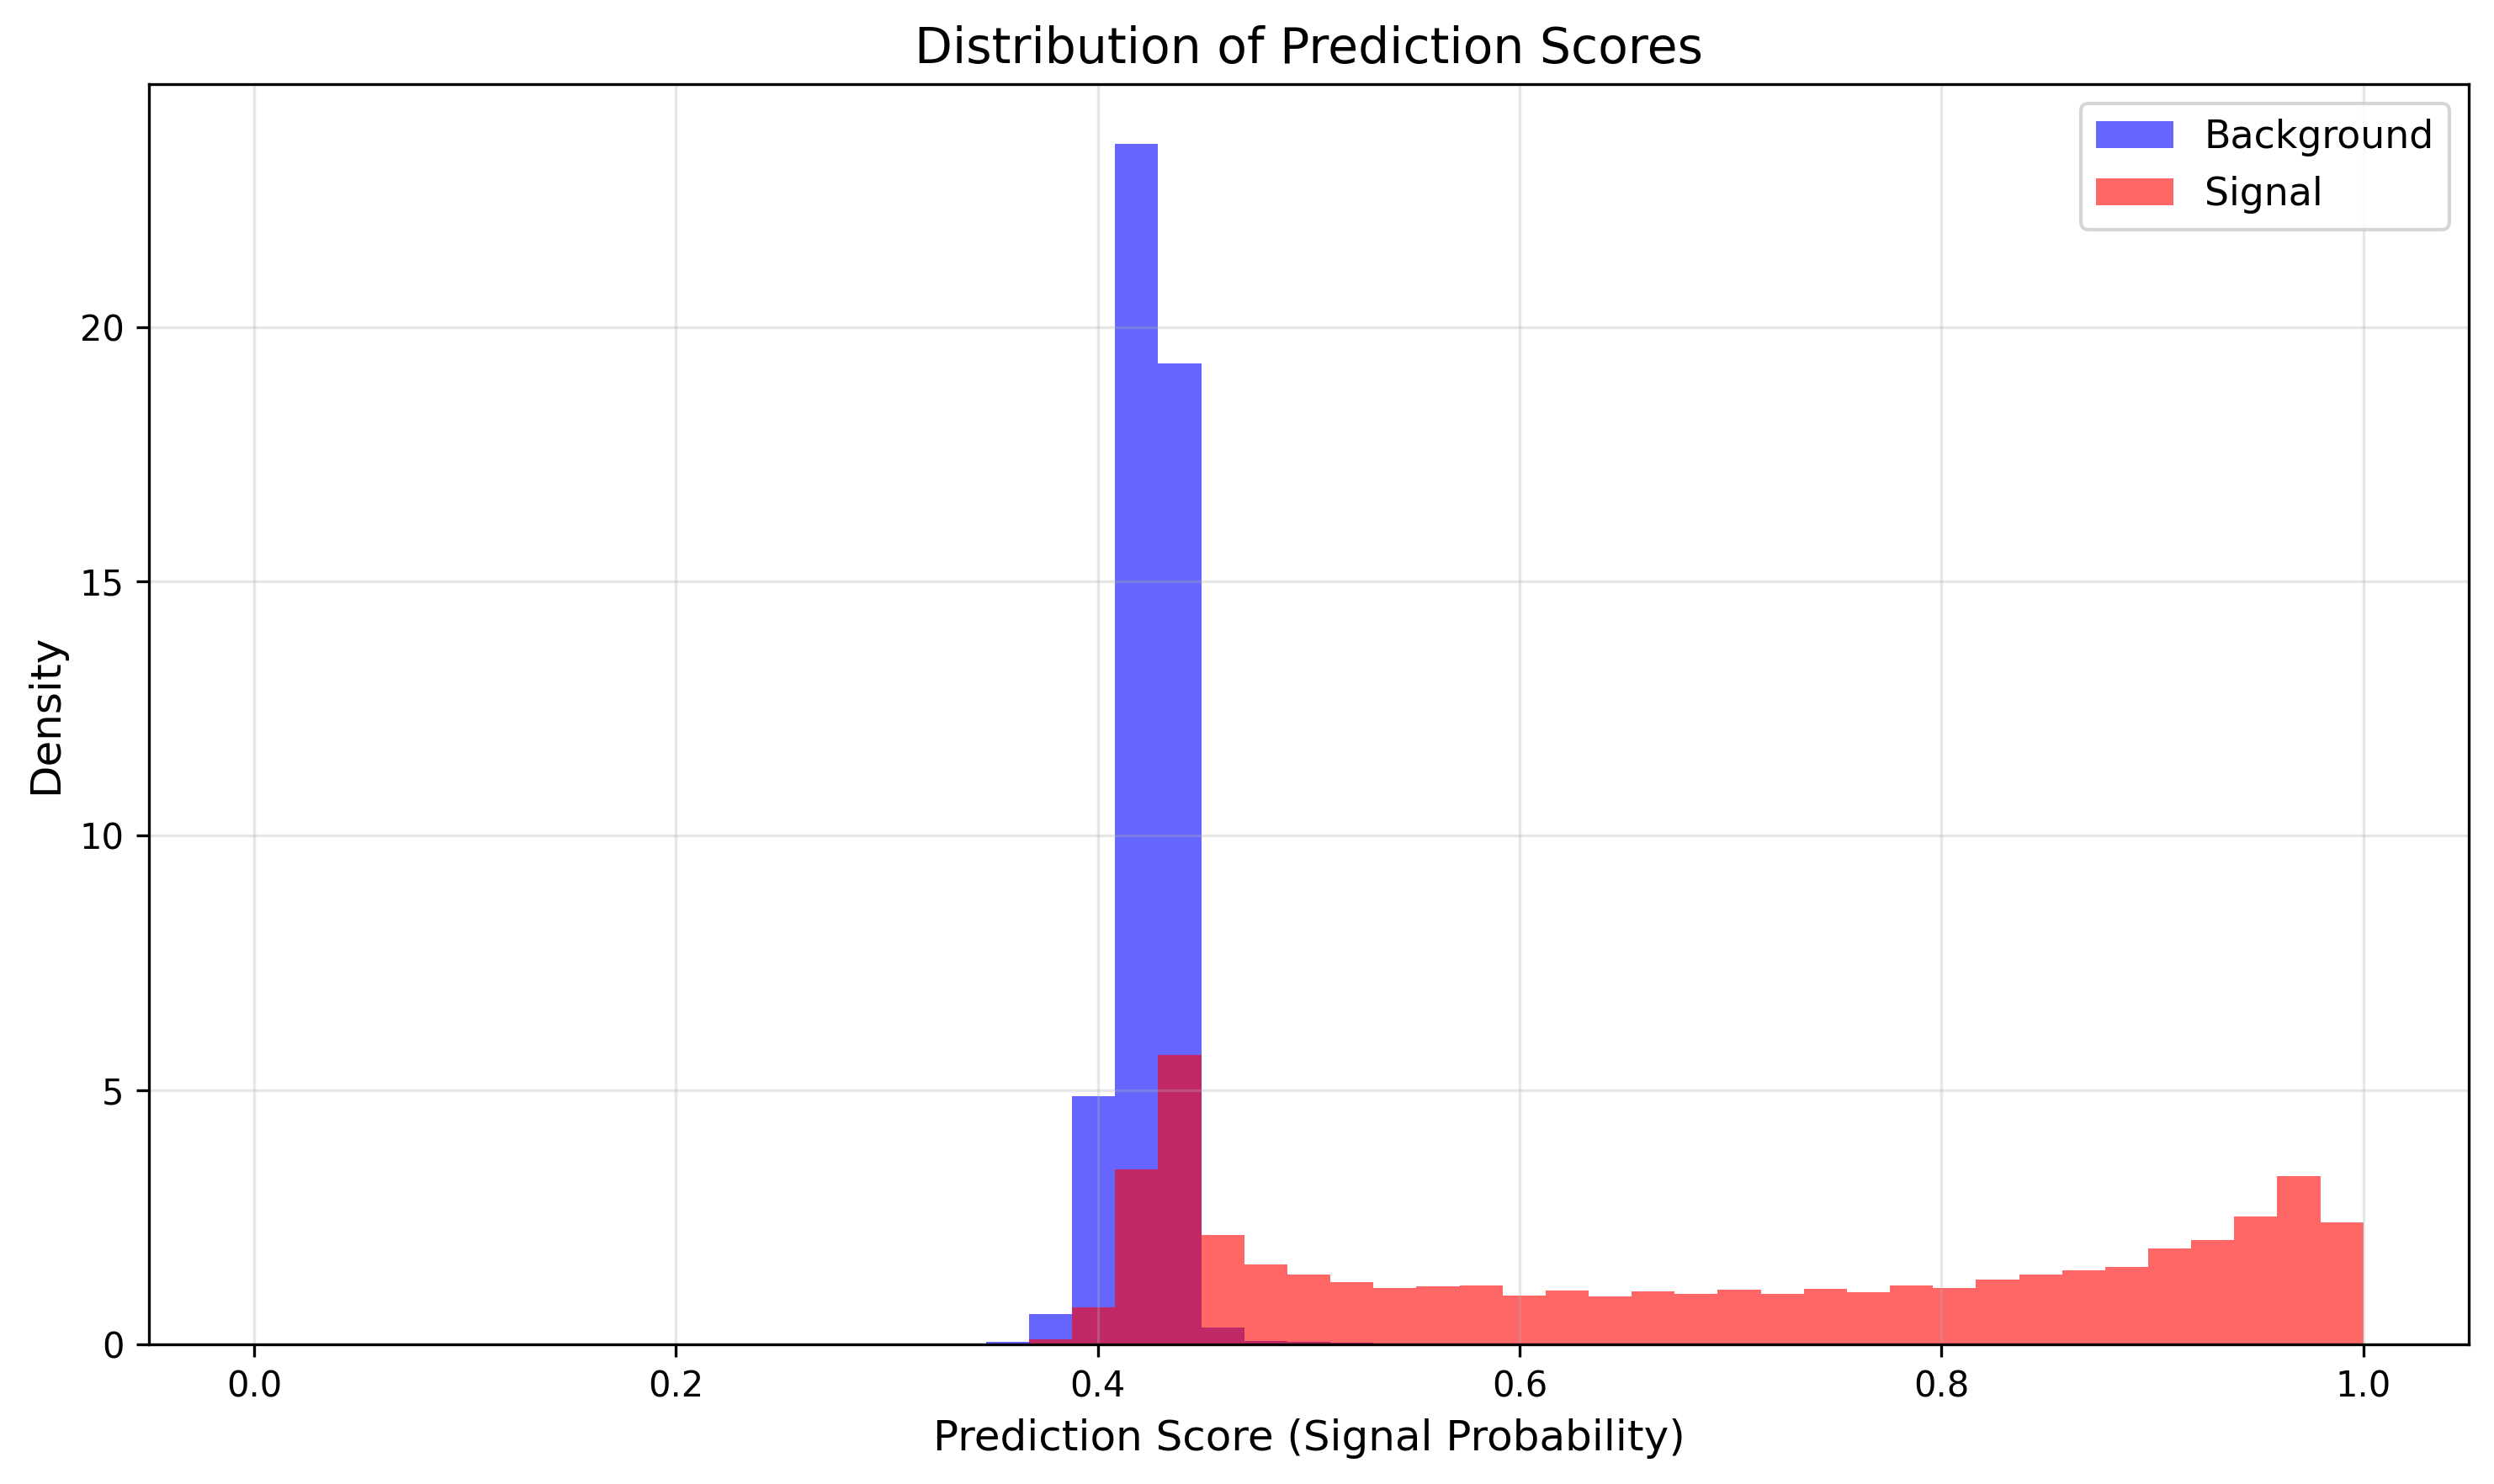 Distribution of Prediction Scores
Background
Signal
Density
20
15
10
5
0
0.0 0.2 0.4 0.6 0.8 1.0
Prediction Score (Signal Probability)